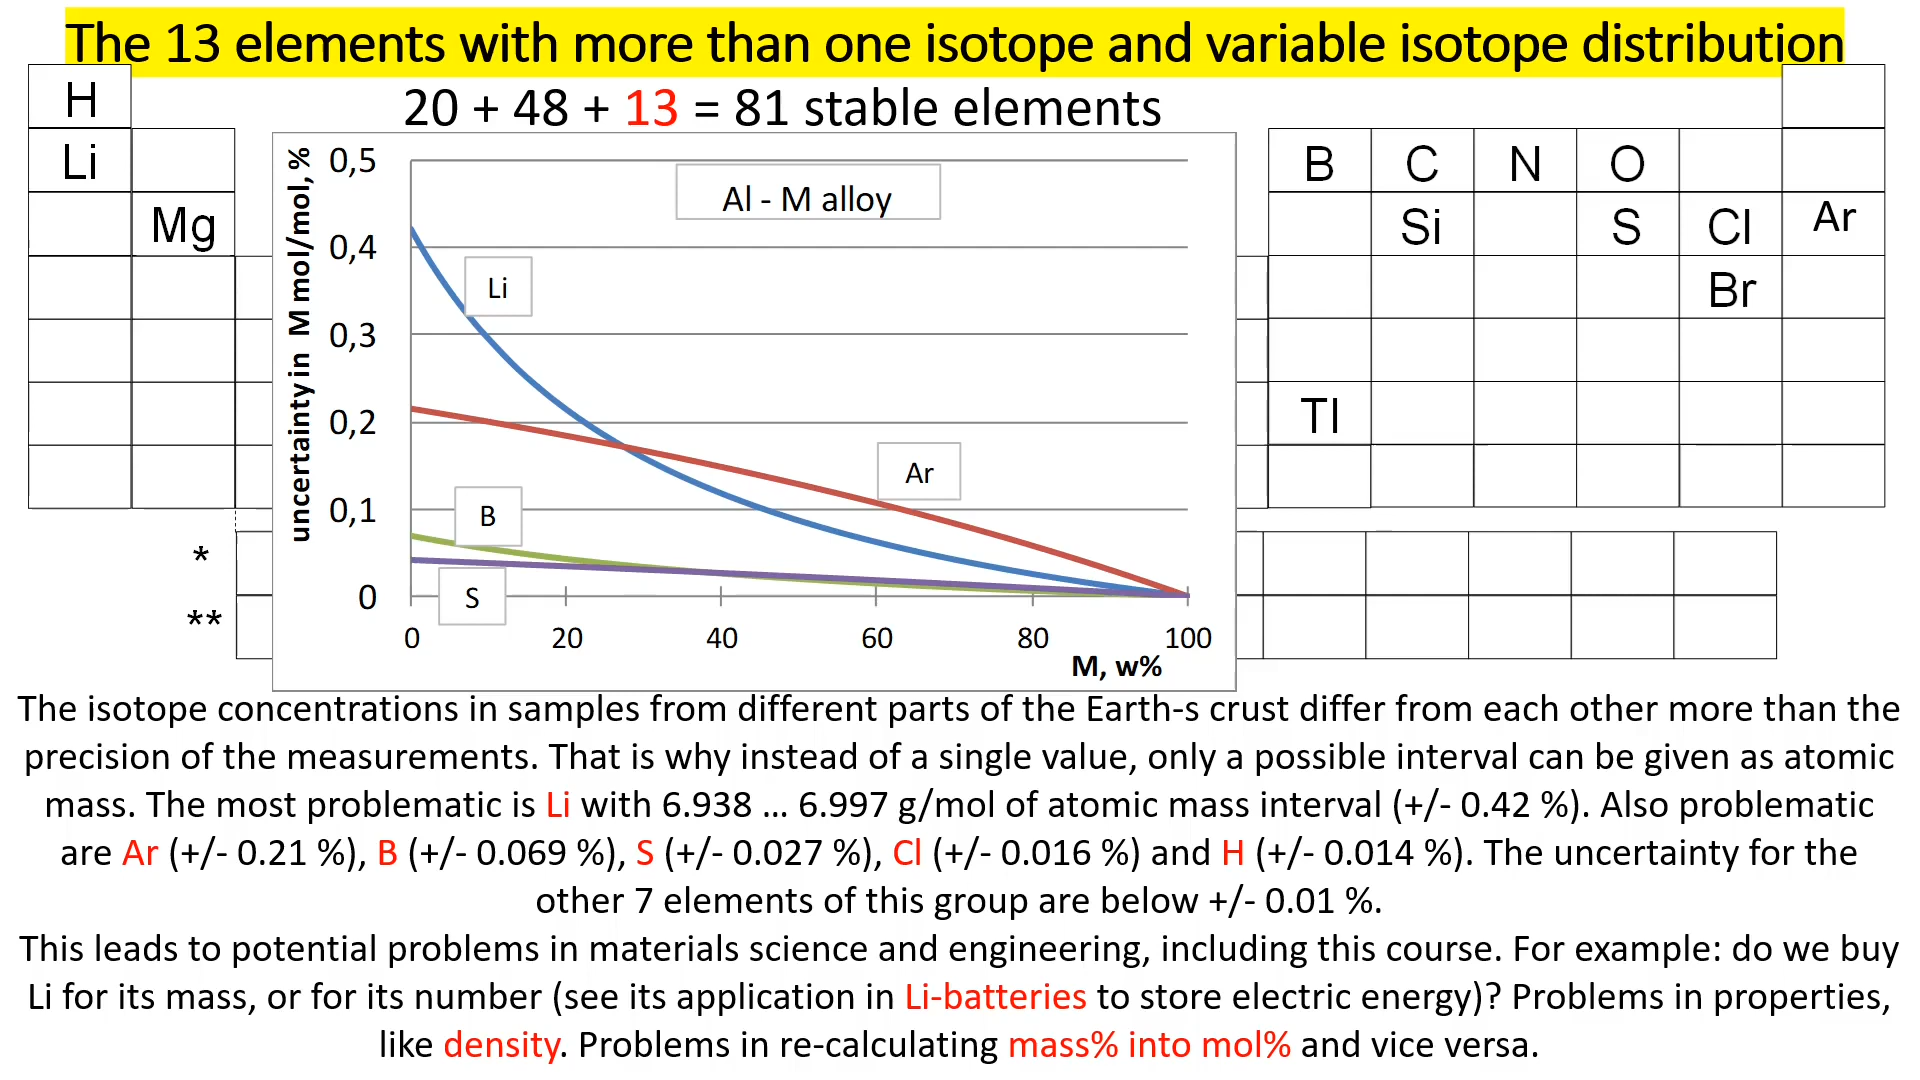 The 13 elements with more than one isotope and variable isotope distribution
20 + 48 + 13 = 81 stable elements
H
Li
B C N O
Mg
Si S Cl Ar
Br
Tl
*
**
uncertainty in M mol/mol, %
0,5
0,4
0,3
0,2
0,1
0
Al - M alloy
Li
Ar
B
S
0 20 40 60 80 100
M, w%
The isotope concentrations in samples from different parts of the Earth-s crust differ from each other more than the
precision of the measurements. That is why instead of a single value, only a possible interval can be given as atomic
mass. The most problematic is Li with 6.938 ... 6.997 g/mol of atomic mass interval (+/- 0.42 %). Also problematic
are Ar (+/- 0.21 %), B (+/- 0.069 %), S (+/- 0.027 %), Cl (+/- 0.016 %) and H (+/- 0.014 %). The uncertainty for the
other 7 elements of this group are below +/- 0.01 %.
This leads to potential problems in materials science and engineering, including this course. For example: do we buy
Li for its mass, or for its number (see its application in Li-batteries to store electric energy)? Problems in properties,
like density. Problems in re-calculating mass% into mol% and vice versa.